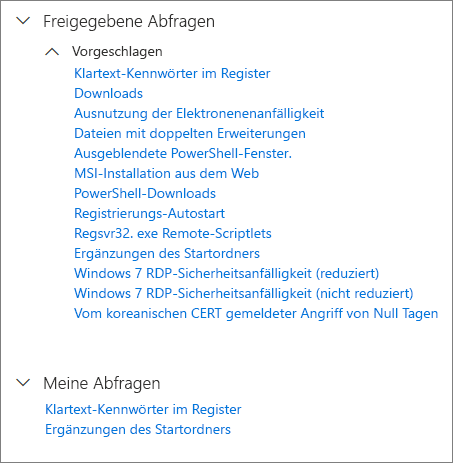 Freigegebene Abfragen
Vorgeschlagen
Klartext-Kennwörter im Register
Downloads
Ausnutzung der Elektronenenanfälligkeit
Dateien mit doppelten Erweiterungen
Ausgeblendete PowerShell-Fenster.
MSI-Installation aus dem Web
PowerShell-Downloads
Registrierungs-Autostart
Regsvr32. exe Remote-Scriptlets
Ergänzungen des Startordners
Windows 7 RDP-Sicherheitsanfälligkeit (reduziert)
Windows 7 RDP-Sicherheitsanfälligkeit (nicht reduziert)
Vom koreanischen CERT gemeldeter Angriff von Null Tagen
Meine Abfragen
Klartext-Kennwörter im Register
Ergänzungen des Startordners